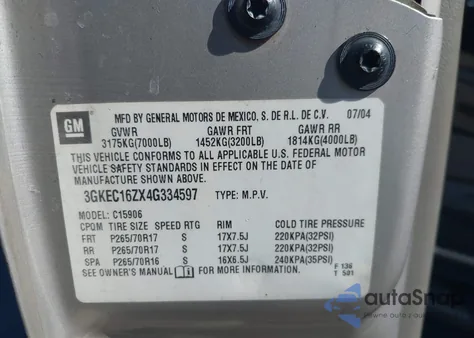 MFD BY GENERAL MOTORS DE MEXICO, S. DE R.L. DE C.V. 07/04
GM GVWR GAWR FRT GAWR RR
3175KG(7000LB) 1452KG(3200LB) 1814KG(4000LB)
THIS VEHICLE CONFORMS TO ALL APPLICABLE U.S. FEDERAL MOTOR
VEHICLE SAFETY STANDARDS IN EFFECT ON THE DATE OF
MANUFACTURE SHOWN ABOVE.
3GKEC16ZX4G334597 TYPE: M.P.V.
MODEL: C15906
CPQM TIRE SIZE SPEED RTG RIM COLD TIRE PRESSURE
FRT P265/70R17 S 17X7.5J 220KPA(32PSI)
RR P265/70R17 S 17X7.5J 220KPA(32PSI)
SPA P265/70R16 S 16X6.5J 240KPA(35PSI)
SEE OWNER'S MANUAL i FOR MORE INFORMATION. F 136
T 501
autoSnap